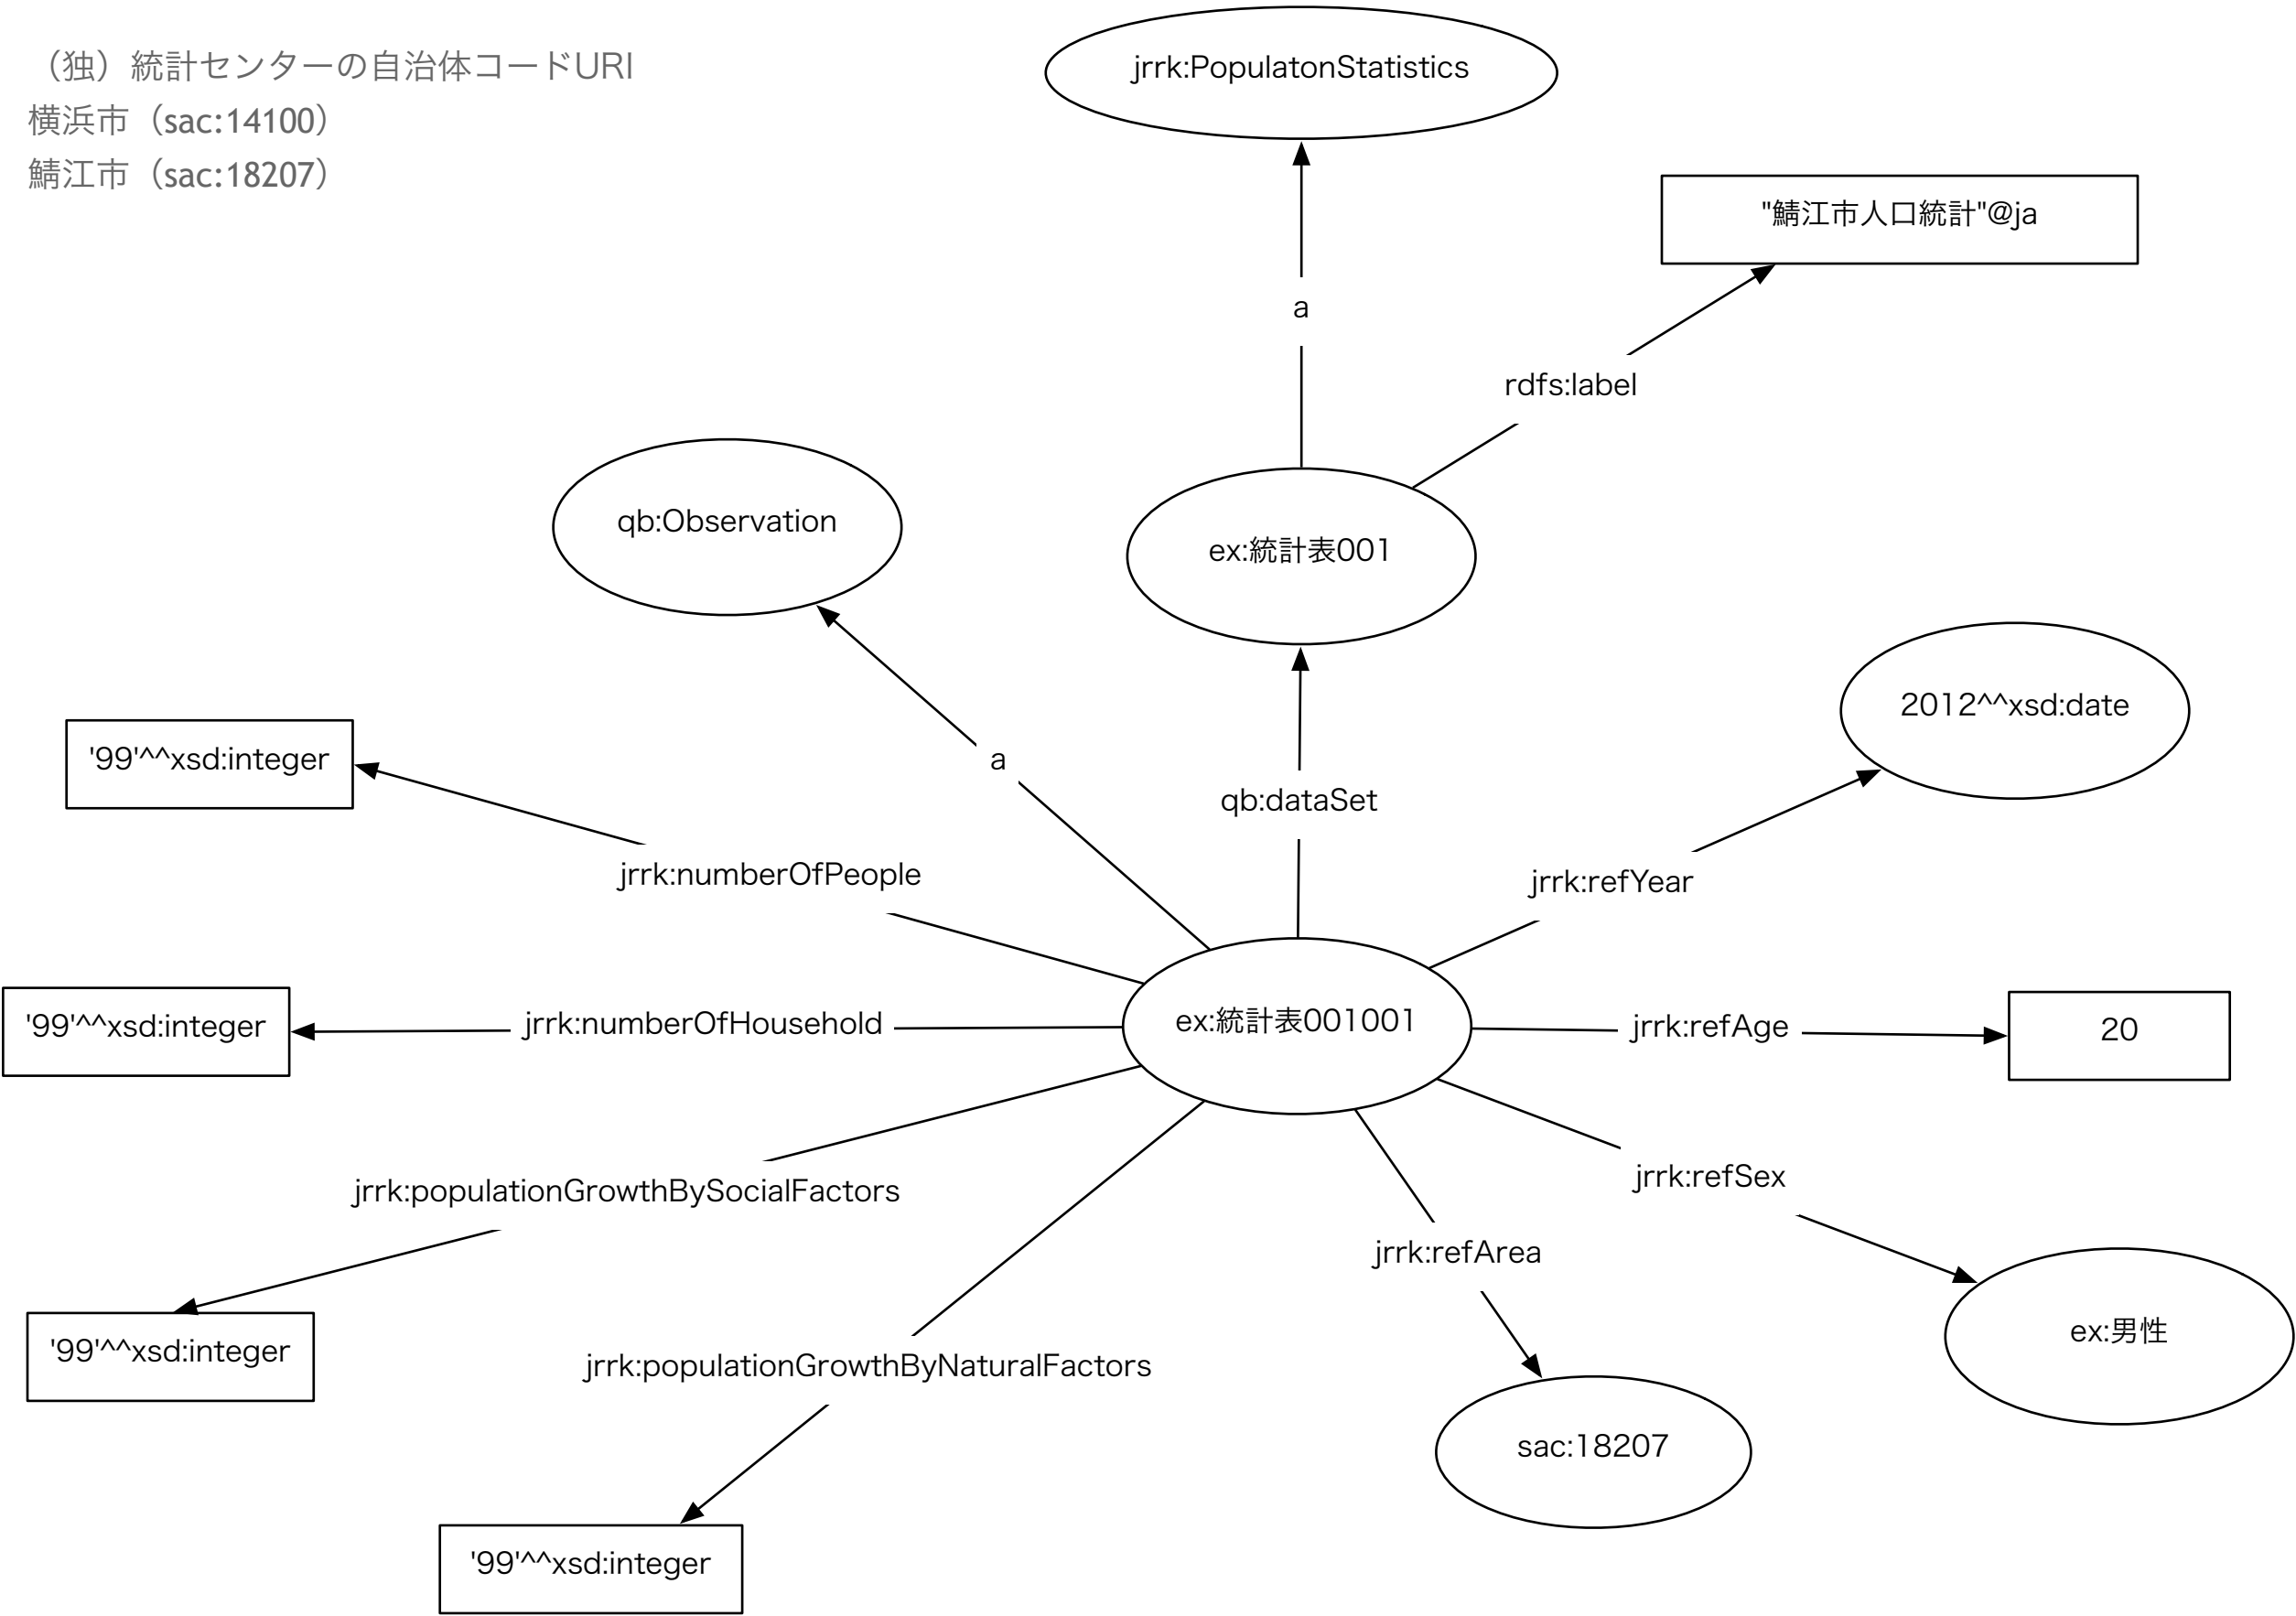 （独）統計センターの自治体コードURI
横浜市（sac:14100）
鯖江市（sac:18207）
jrrk:PopulatonStatistics
"鯖江市人口統計"@ja
a
rdfs:label
qb:Observation
ex:統計表001
2012^^xsd:date
'99'^^xsd:integer
a
qb:dataSet
jrrk:numberOfPeople
jrrk:refYear
'99'^^xsd:integer
jrrk:numberOfHousehold
ex:統計表001001
jrrk:refAge
20
jrrk:populationGrowthBySocialFactors
jrrk:refSex
jrrk:refArea
'99'^^xsd:integer
jrrk:populationGrowthByNaturalFactors
ex:男性
sac:18207
'99'^^xsd:integer